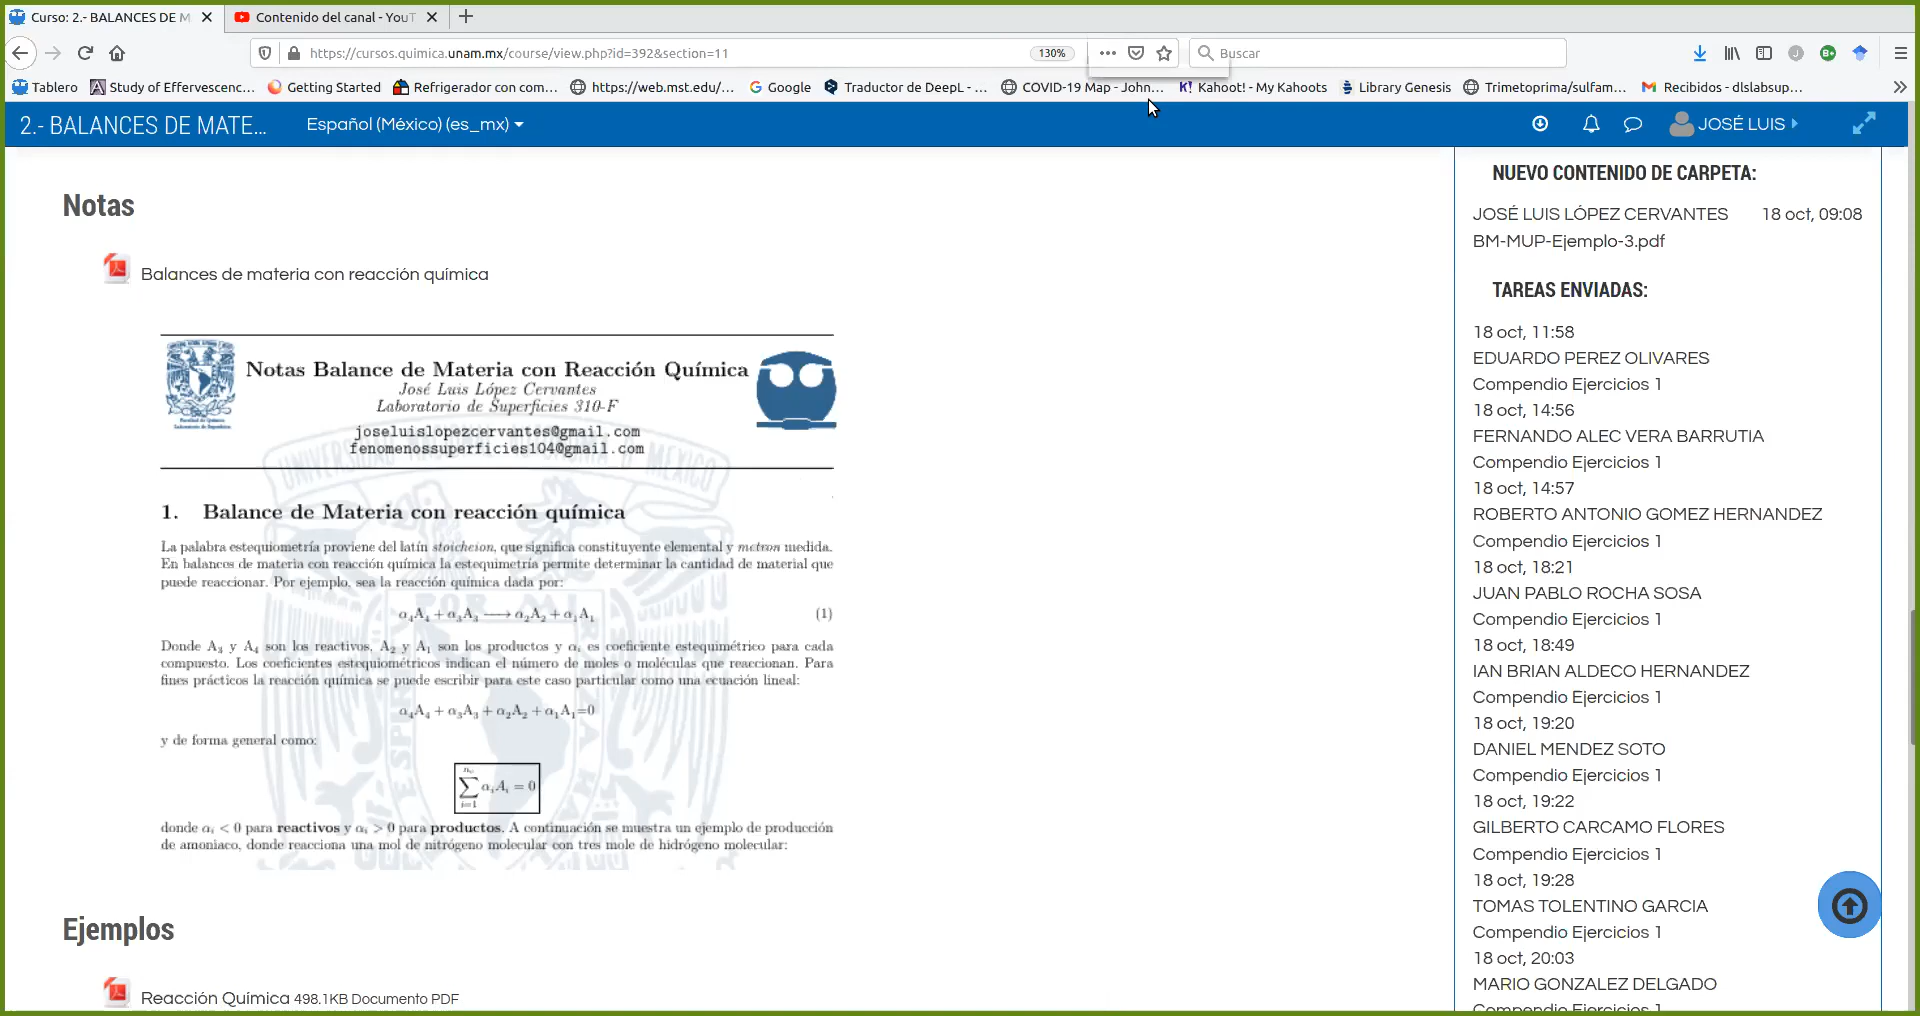 Curso: 2.- BALANCES DE M
Contenido del canal - YouT
https://cursos.quimica.unam.mx/course/view.php?id=392&section=11
130%
Buscar
Tablero
Study of Effervescenc...
Getting Started
Refrigerador con com...
https://web.mst.edu/...
Google
Traductor de DeepL - ...
COVID-19 Map - John...
Kahoot! - My Kahoots
Library Genesis
Trimetoprima/sulfam...
Recibidos - dlslabsup...
2.- BALANCES DE MATE...
Español (México) (es_mx)
JOSÉ LUIS
Notas
Balances de materia con reacción química
Notas Balance de Materia con Reacción Química
José Luis López Cervantes
Laboratorio de Superficies 310-F
joseluislopezcervantes@gmail.com
fenomenossuperficies104@gmail.com
1. Balance de Materia con reacción química
La palabra estequiometría proviene del latín stoicheion, que significa constituyente elemental y metron medida.
En balances de materia con reacción química la estequimetría permite determinar la cantidad de material que
puede reaccionar. Por ejemplo, sea la reacción química dada por:
α₄A₄ + α₃A₃ ⟶ α₂A₂ + α₁A₁ (1)
Donde A₃ y A₄ son los reactivos, A₂ y A₁ son los productos y αᵢ es coeficiente estequimétrico para cada
compuesto. Los coeficientes estequiométricos indican el número de moles o moléculas que reaccionan. Para
fines prácticos la reacción química se puede escribir para este caso particular como una ecuación lineal:
α₄A₄ + α₃A₃ + α₂A₂ + α₁A₁=0
y de forma general como:
∑ αᵢAᵢ = 0
i=1
donde αᵢ < 0 para reactivos y αᵢ > 0 para productos. A continuación se muestra un ejemplo de producción
de amoniaco, donde reacciona una mol de nitrógeno molecular con tres mole de hidrógeno molecular:
Ejemplos
Reacción Química 498.1KB Documento PDF
NUEVO CONTENIDO DE CARPETA:
JOSÉ LUIS LÓPEZ CERVANTES 18 oct, 09:08
BM-MUP-Ejemplo-3.pdf
TAREAS ENVIADAS:
18 oct, 11:58
EDUARDO PEREZ OLIVARES
Compendio Ejercicios 1
18 oct, 14:56
FERNANDO ALEC VERA BARRUTIA
Compendio Ejercicios 1
18 oct, 14:57
ROBERTO ANTONIO GOMEZ HERNANDEZ
Compendio Ejercicios 1
18 oct, 18:21
JUAN PABLO ROCHA SOSA
Compendio Ejercicios 1
18 oct, 18:49
IAN BRIAN ALDECO HERNANDEZ
Compendio Ejercicios 1
18 oct, 19:20
DANIEL MENDEZ SOTO
Compendio Ejercicios 1
18 oct, 19:22
GILBERTO CARCAMO FLORES
Compendio Ejercicios 1
18 oct, 19:28
TOMAS TOLENTINO GARCIA
Compendio Ejercicios 1
18 oct, 20:03
MARIO GONZALEZ DELGADO
Compendio Ejercicios 1